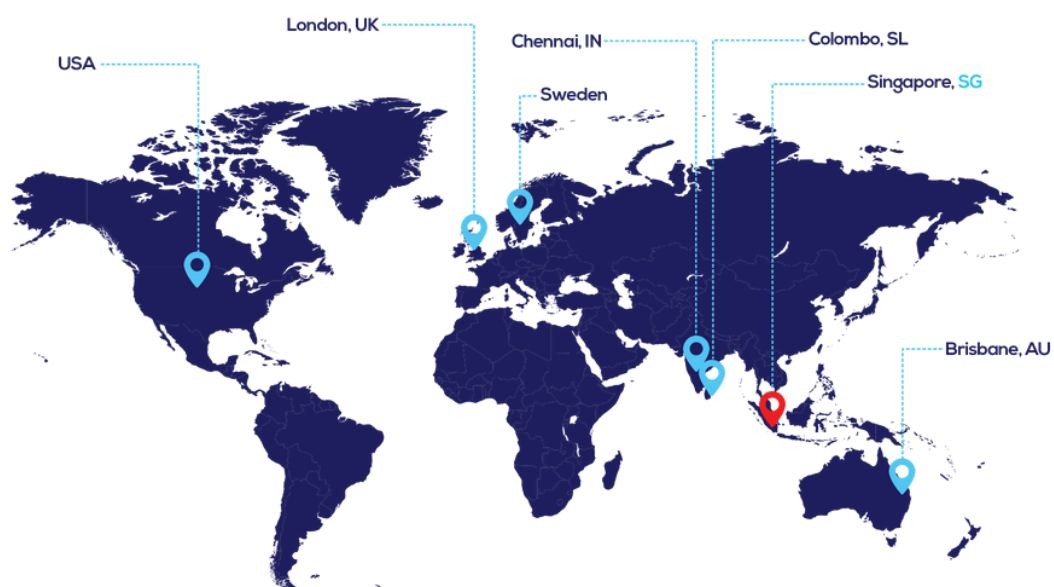 London, UK
Chennai, IN
Colombo, SL
USA
Singapore, SG
Sweden
Brisbane, AU